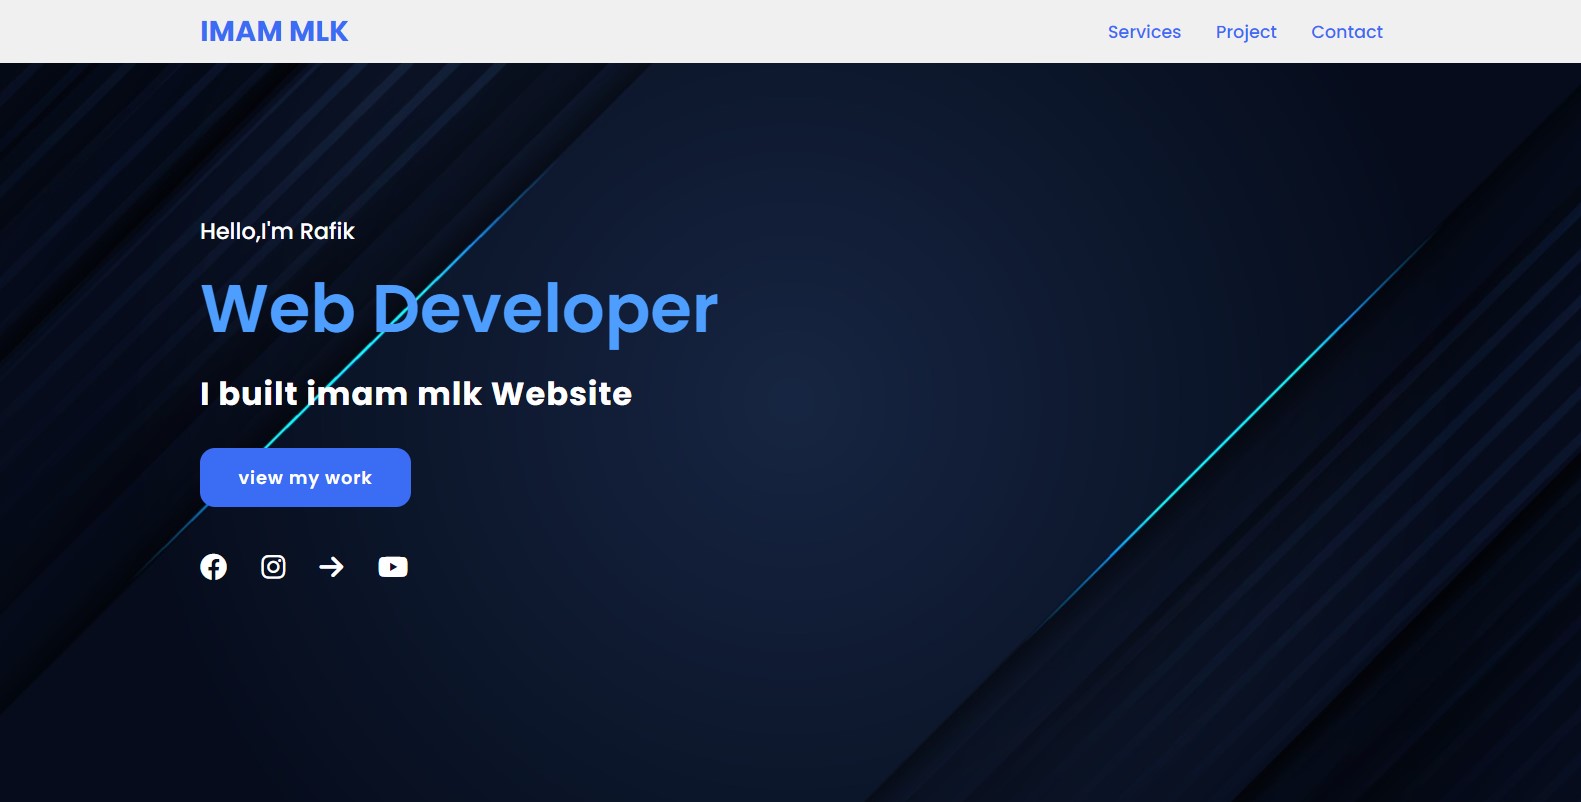 IMAM MLK
Services Project Contact
Hello,I'm Rafik
Web Developer
I built imam mlk Website
view my work